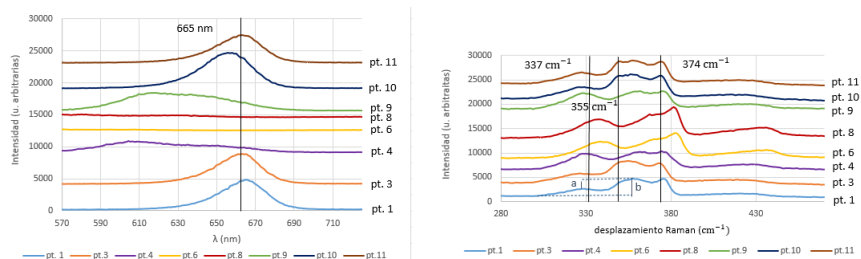 665 nm
30000
25000
20000
15000
10000
5000
0
Intensidad (u. arbitrarias)
570 590 610 630 650 670 690 710
λ (nm)
pt. 11
pt. 10
pt. 9
pt. 8
pt. 6
pt. 4
pt. 3
pt. 1
pt. 1 pt.3 pt.4 pt.6 pt.8 pt.9 pt.10 pt.11
337 cm⁻¹
374 cm⁻¹
355 cm⁻¹
30000
25000
20000
15000
10000
5000
0
Intensidad (u. arbitraitas)
a
b
280 330 380 430
desplazamiento Raman (cm⁻¹)
pt. 11
pt. 10
pt. 9
pt. 8
pt. 6
pt. 4
pt. 3
pt. 1
pt. 1 pt.3 pt.4 pt.6 pt.8 pt.9 pt.10 pt.11